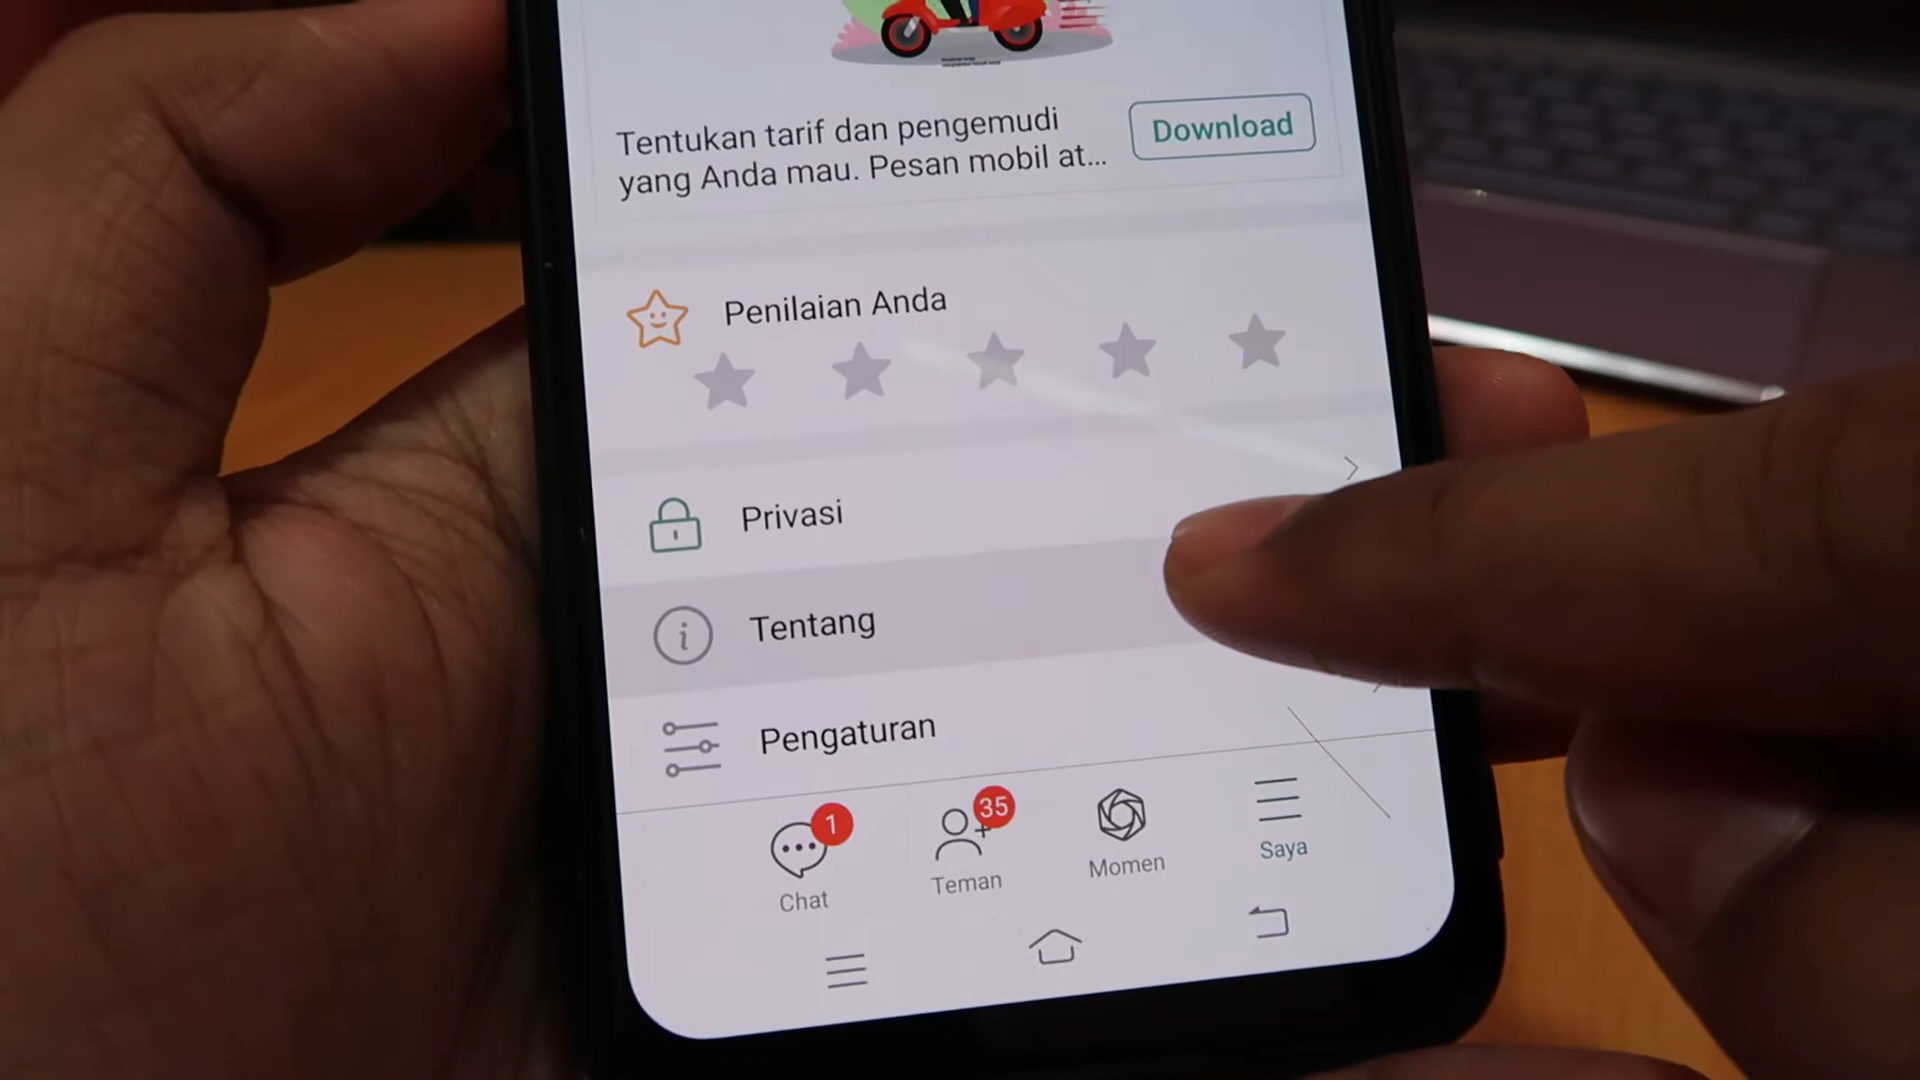 Tentukan tarif dan pengemudi
yang Anda mau. Pesan mobil at...
Download
Penilaian Anda
Privasi
Tentang
Pengaturan
1
35
Chat
Teman
Momen
Saya